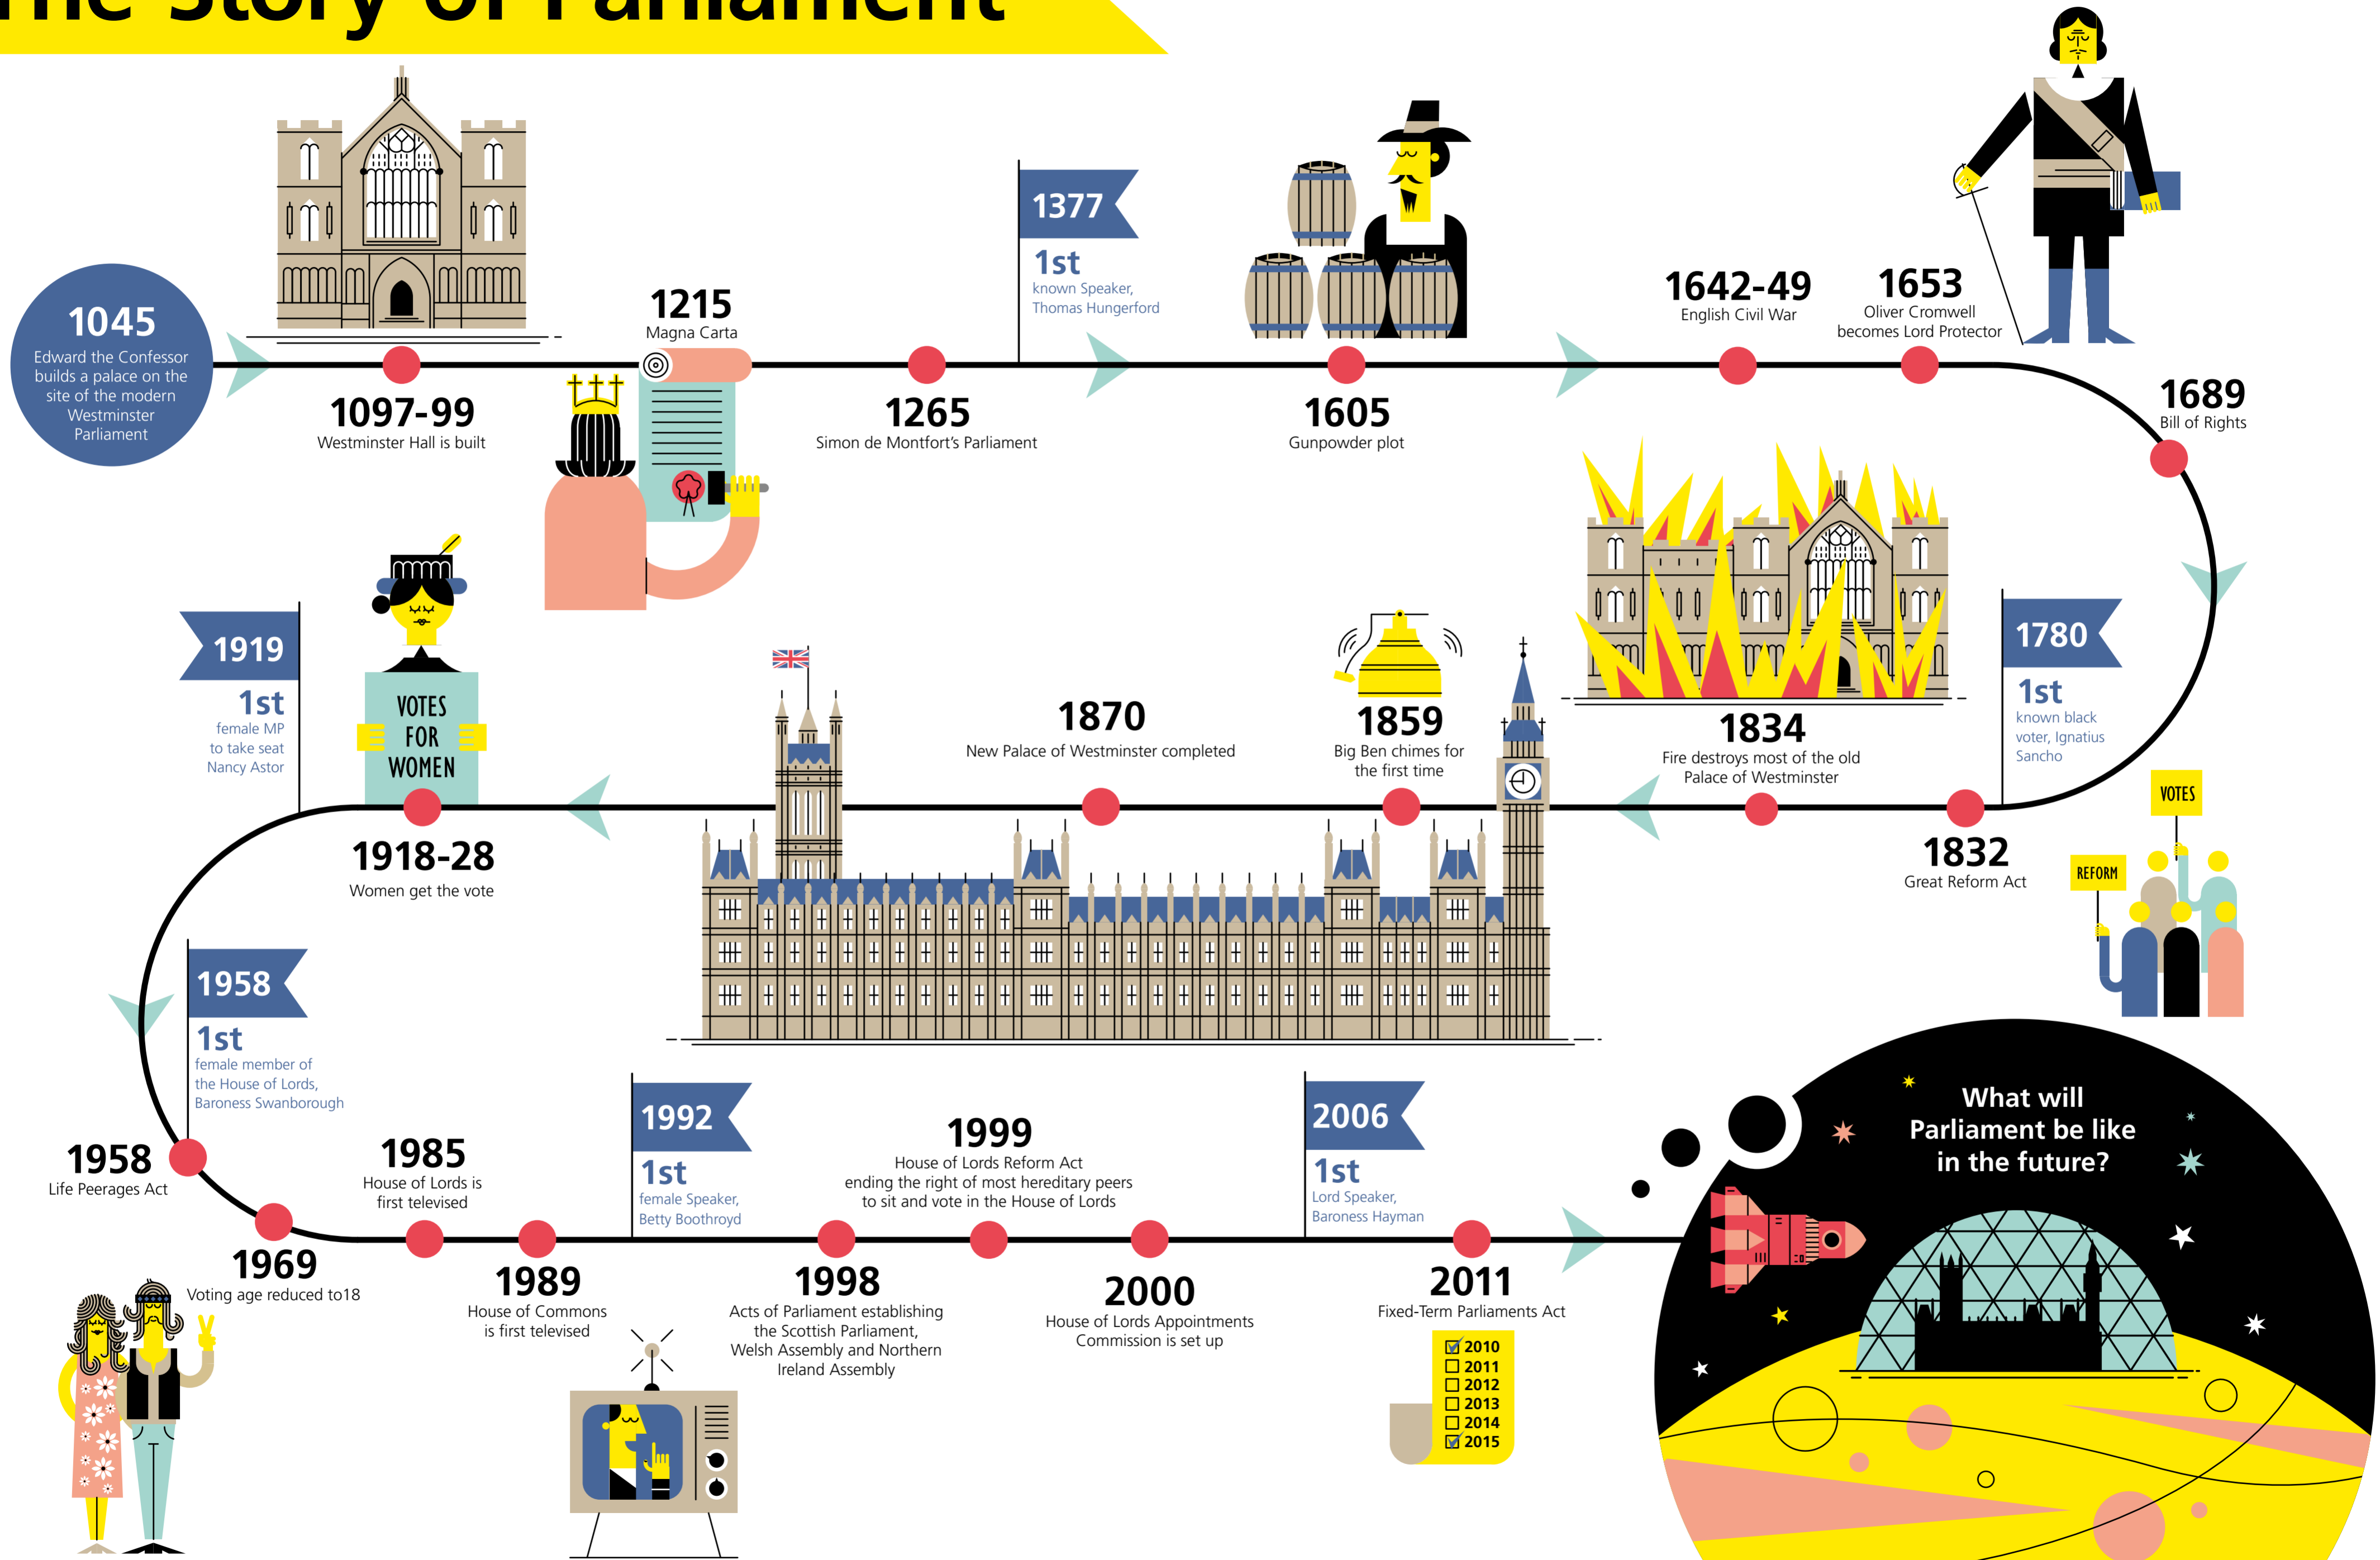 The Story of Parliament
1045
Edward the Confessor
builds a palace on the
site of the modern
Westminster
Parliament
1097-99
Westminster Hall is built
1215
Magna Carta
1265
Simon de Montfort’s Parliament
1377
1st
known Speaker,
Thomas Hungerford
1605
Gunpowder plot
1642-49
English Civil War
1653
Oliver Cromwell
becomes Lord Protector
1689
Bill of Rights
1780
1st
known black
voter, Ignatius
Sancho
VOTES
REFORM
1832
Great Reform Act
1834
Fire destroys most of the old
Palace of Westminster
1859
Big Ben chimes for
the first time
1870
New Palace of Westminster completed
VOTES
FOR
WOMEN
1918-28
Women get the vote
1919
1st
female MP
to take seat
Nancy Astor
1958
1st
female member of
the House of Lords,
Baroness Swanborough
1958
Life Peerages Act
1969
Voting age reduced to18
1985
House of Lords is
first televised
1989
House of Commons
is first televised
1992
1st
female Speaker,
Betty Boothroyd
1998
Acts of Parliament establishing
the Scottish Parliament,
Welsh Assembly and Northern
Ireland Assembly
1999
House of Lords Reform Act
ending the right of most hereditary peers
to sit and vote in the House of Lords
2000
House of Lords Appointments
Commission is set up
2006
1st
Lord Speaker,
Baroness Hayman
2011
Fixed-Term Parliaments Act
2010
2011
2012
2013
2014
2015
What will
Parliament be like
in the future?